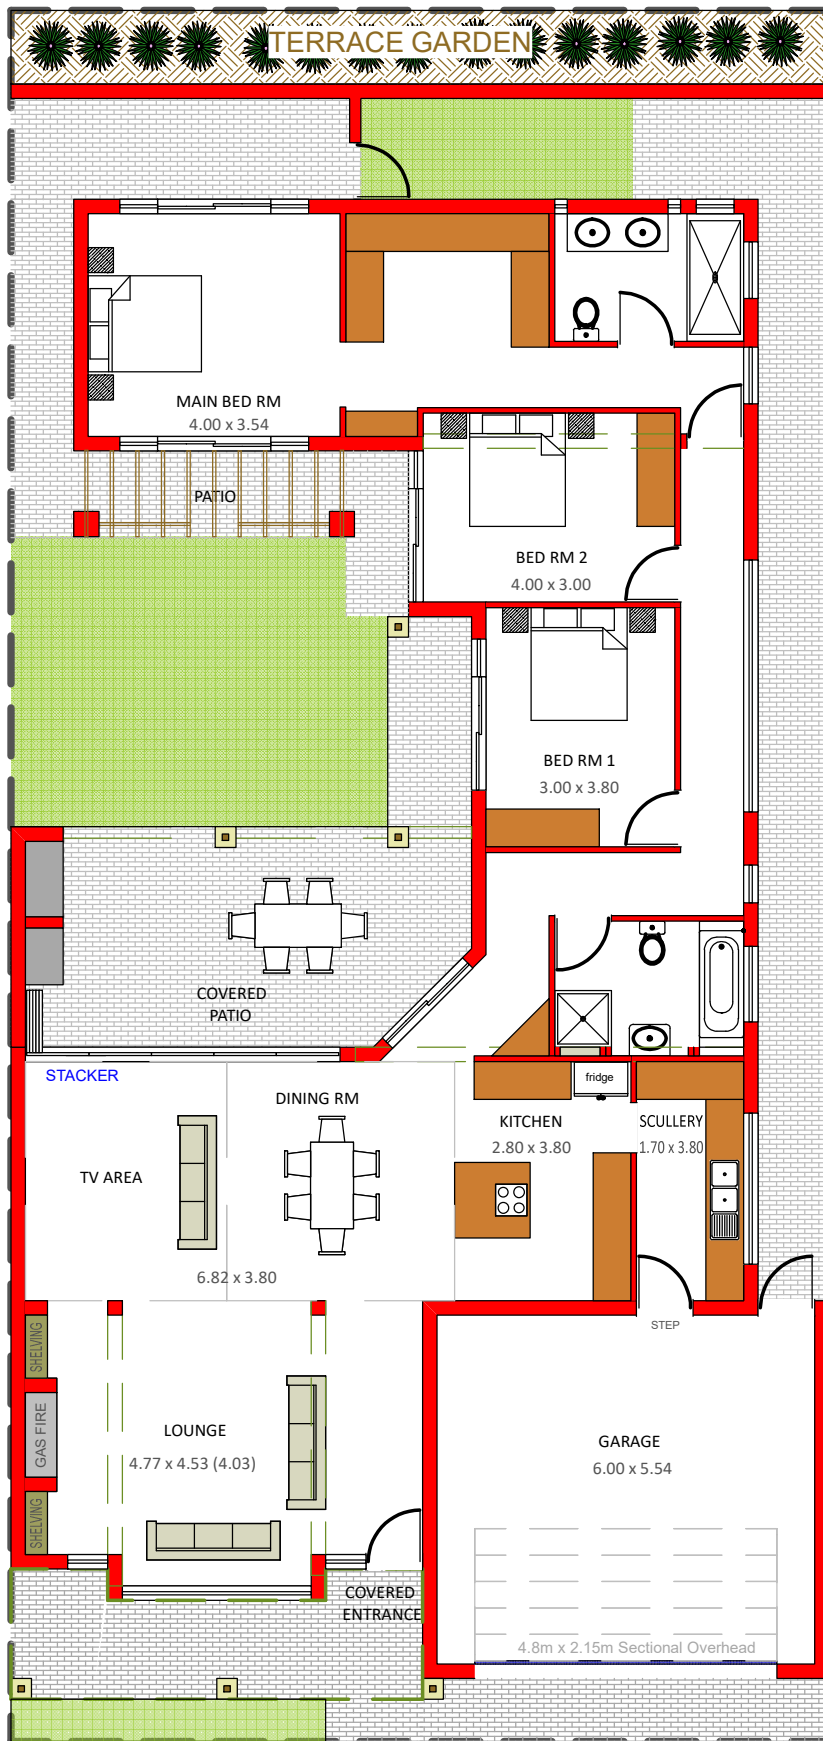 TERRACE GARDEN
MAIN BED RM
4.00 x 3.54
PATIO
BED RM 2
4.00 x 3.00
BED RM 1
3.00 x 3.80
COVERED
PATIO
STACKER
DINING RM
fridge
KITCHEN
2.80 x 3.80
SCULLERY
1.70 x 3.80
TV AREA
6.82 x 3.80
SHELVING
STEP
GAS FIRE
LOUNGE
4.77 x 4.53 (4.03)
GARAGE
6.00 x 5.54
SHELVING
COVERED
ENTRANCE
4.8m x 2.15m Sectional Overhead